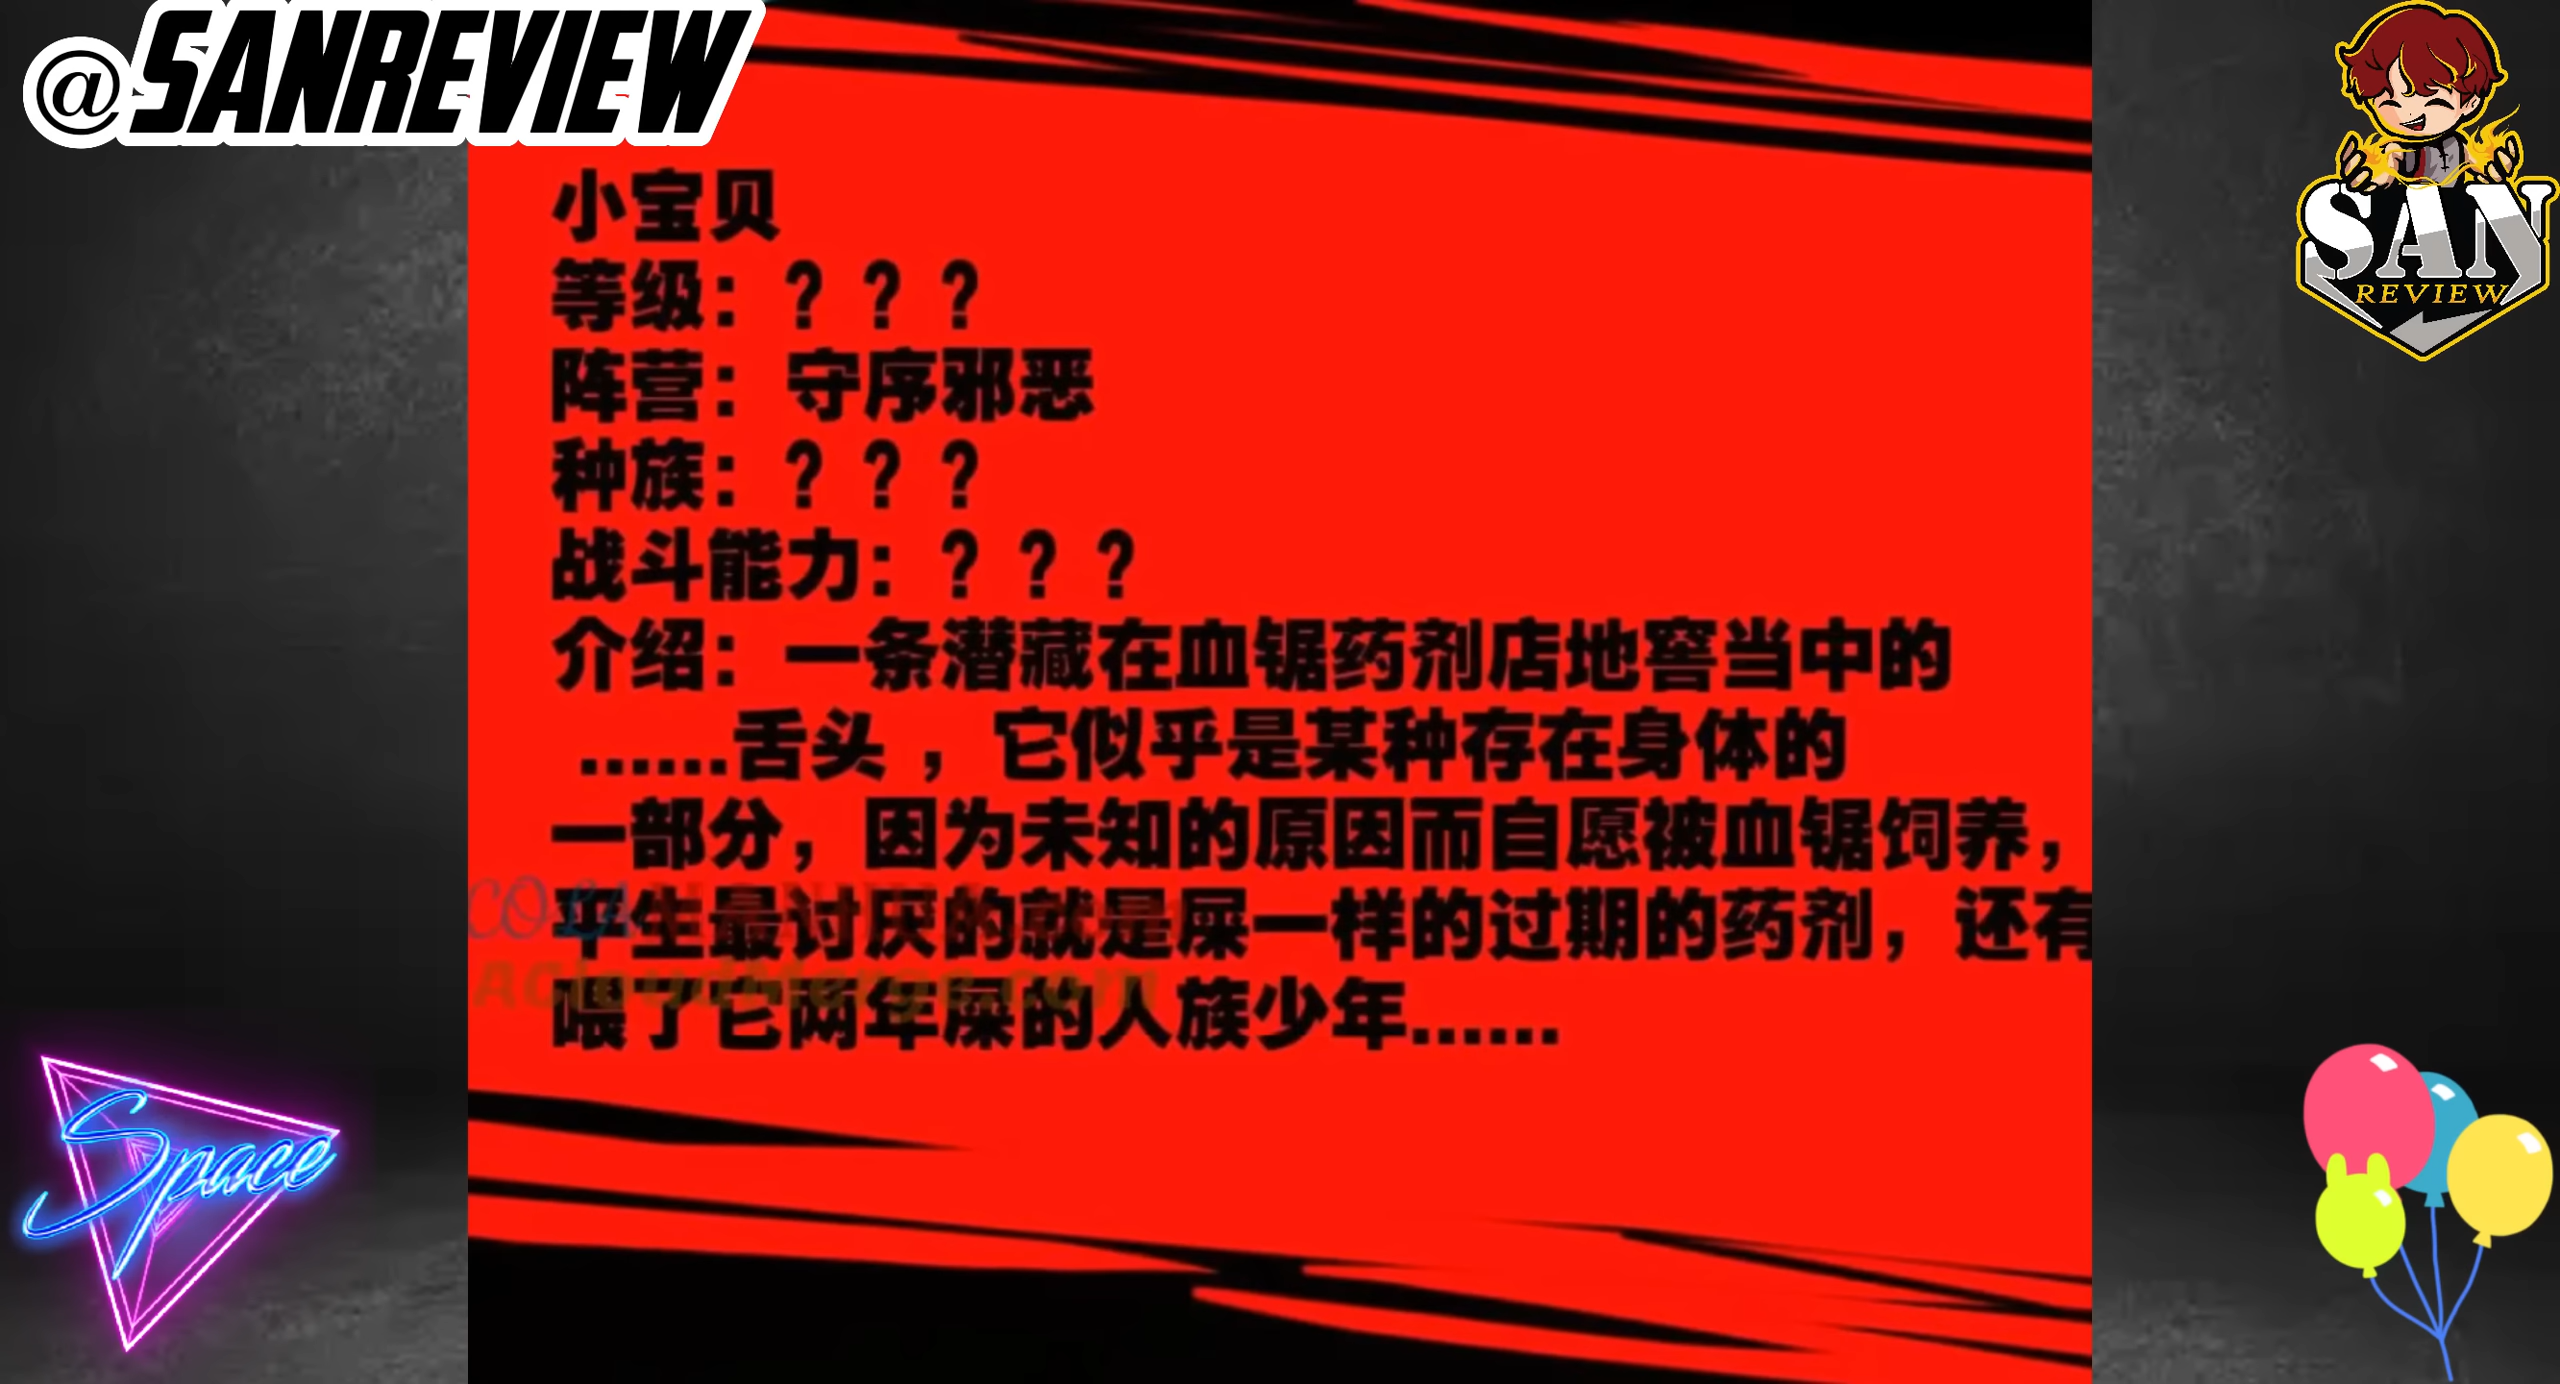 @SANREVIEW
SAN
REVIEW
小宝贝
等级：？？？
阵营：守序邪恶
种族：？？？
战斗能力：？？？
介绍：一条潜藏在血锯药剂店地窖当中的
......舌头，它似乎是某种存在身体的
一部分，因为未知的原因而自愿被血锯饲养，
平生最讨厌的就是屎一样的过期的药剂，还有
喂了它两年屎的人族少年......
COLAMANHUA.com
AcloudMerge.com
Space